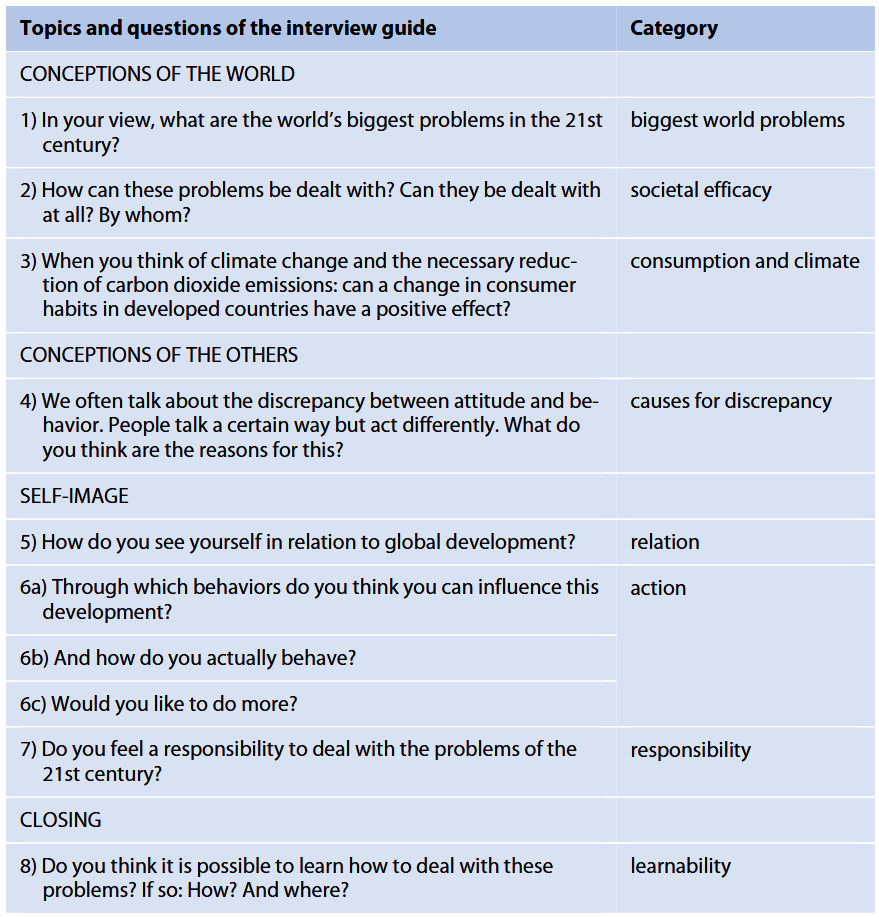 Topics and questions of the interview guide
Category
CONCEPTIONS OF THE WORLD
1) In your view, what are the world's biggest problems in the 21st
century?
biggest world problems
2) How can these problems be dealt with? Can they be dealt with
at all? By whom?
societal efficacy
3) When you think of climate change and the necessary reduc-
tion of carbon dioxide emissions: can a change in consumer
habits in developed countries have a positive effect?
consumption and climate
CONCEPTIONS OF THE OTHERS
4) We often talk about the discrepancy between attitude and be-
havior. People talk a certain way but act differently. What do
you think are the reasons for this?
causes for discrepancy
SELF-IMAGE
5) How do you see yourself in relation to global development?
relation
6a) Through which behaviors do you think you can influence this
development?
action
6b) And how do you actually behave?
6c) Would you like to do more?
7) Do you feel a responsibility to deal with the problems of the
21st century?
responsibility
CLOSING
8) Do you think it is possible to learn how to deal with these
problems? If so: How? And where?
learnability